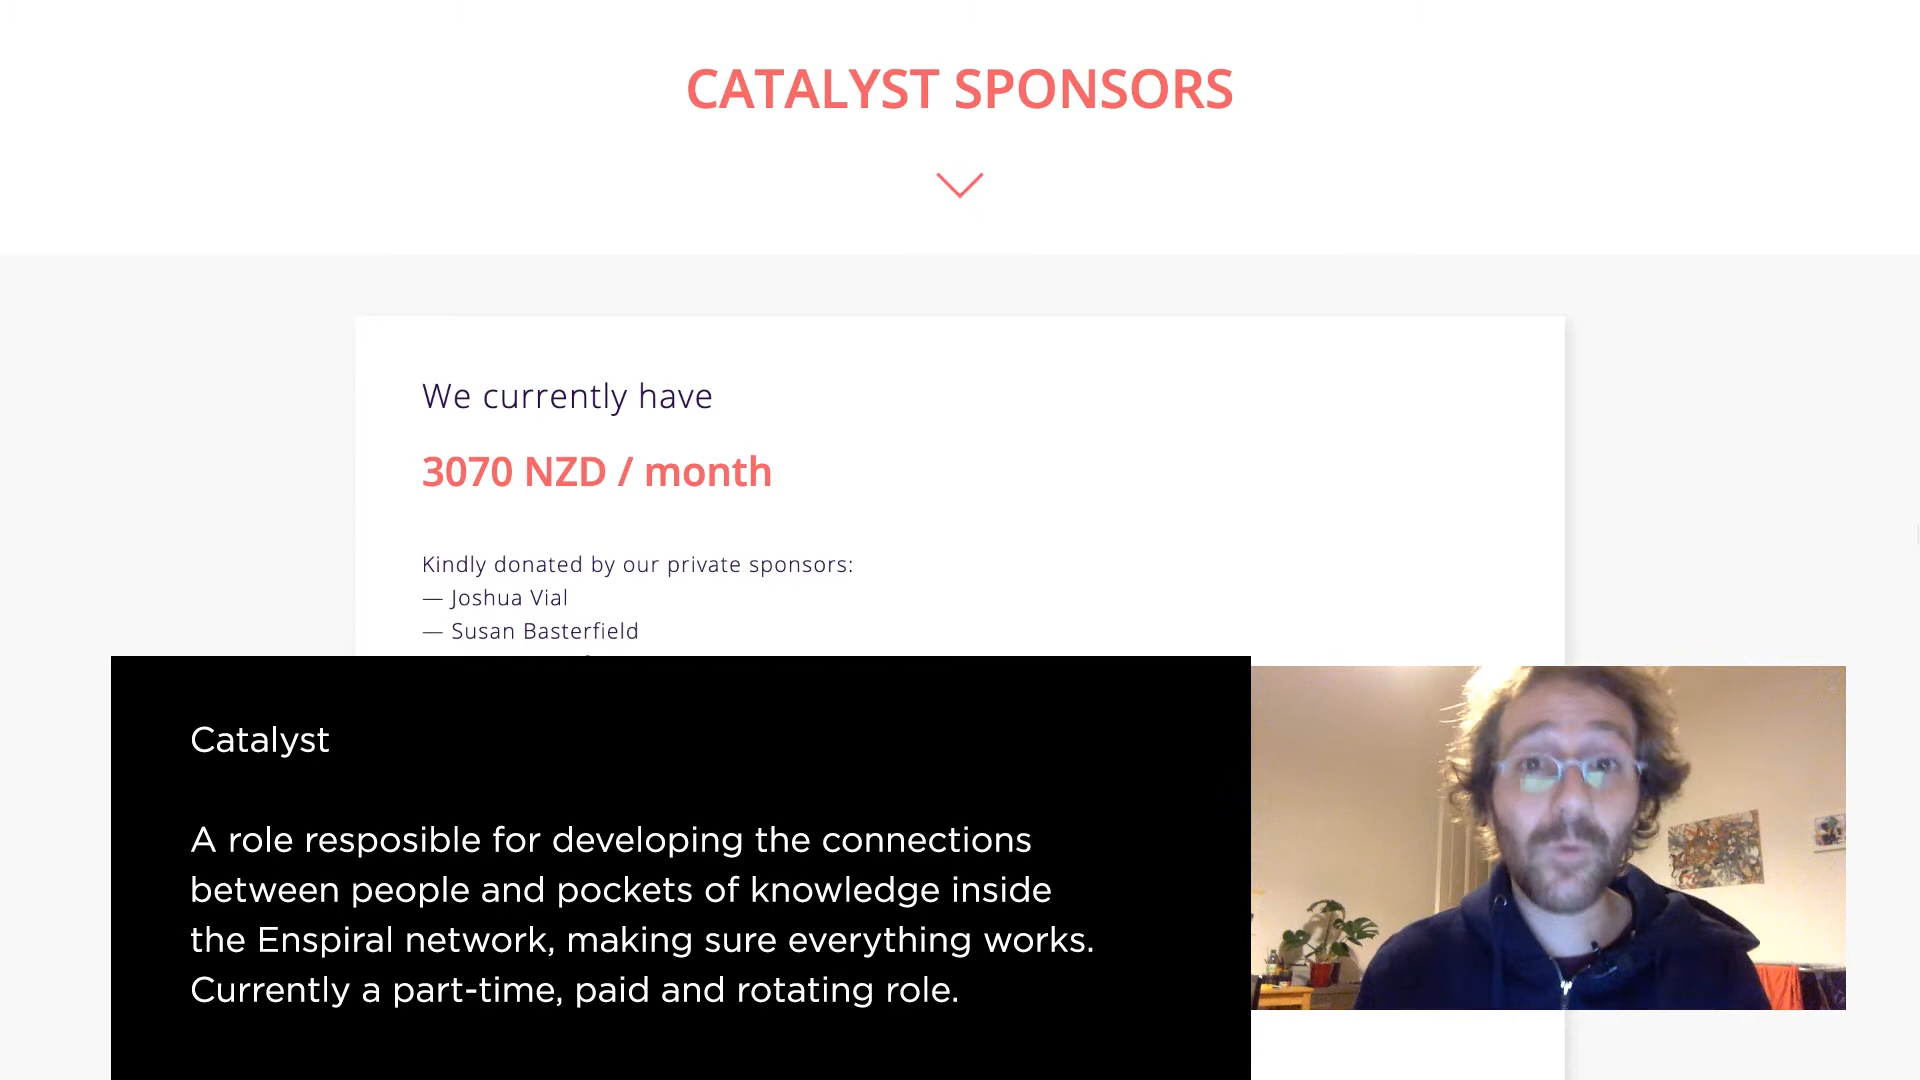 CATALYST SPONSORS
We currently have
3070 NZD / month
Kindly donated by our private sponsors:
— Joshua Vial
— Susan Basterfield
Catalyst
A role resposible for developing the connections
between people and pockets of knowledge inside
the Enspiral network, making sure everything works.
Currently a part-time, paid and rotating role.